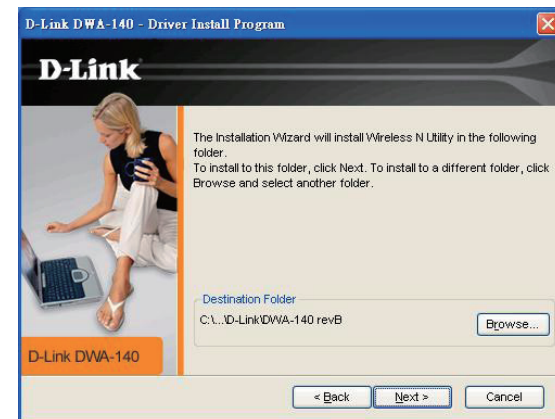 D-Link DWA-140 - Driver Install Program
D-Link
The Installation Wizard will install Wireless N Utility in the following
folder.
To install to this folder, click Next. To install to a different folder, click
Browse and select another folder.
Destination Folder
C:\...\D-Link\DWA-140 revB
Browse...
D-Link DWA-140
< Back
Next >
Cancel